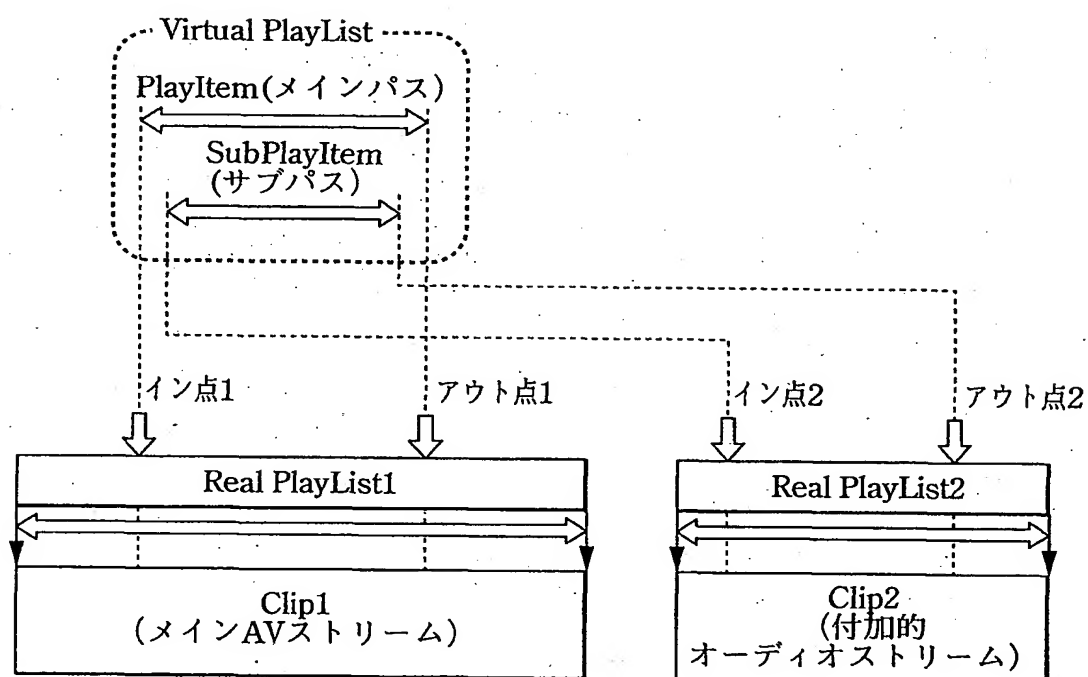 Virtual PlayList
PlayItem(メインパス)
SubPlayItem
(サブパス)
イン点1
アウト点1
イン点2
アウト点2
Real PlayList1
Real PlayList2
Clip1
(メインAVストリーム)
Clip2
(付加的
オーディオストリーム)